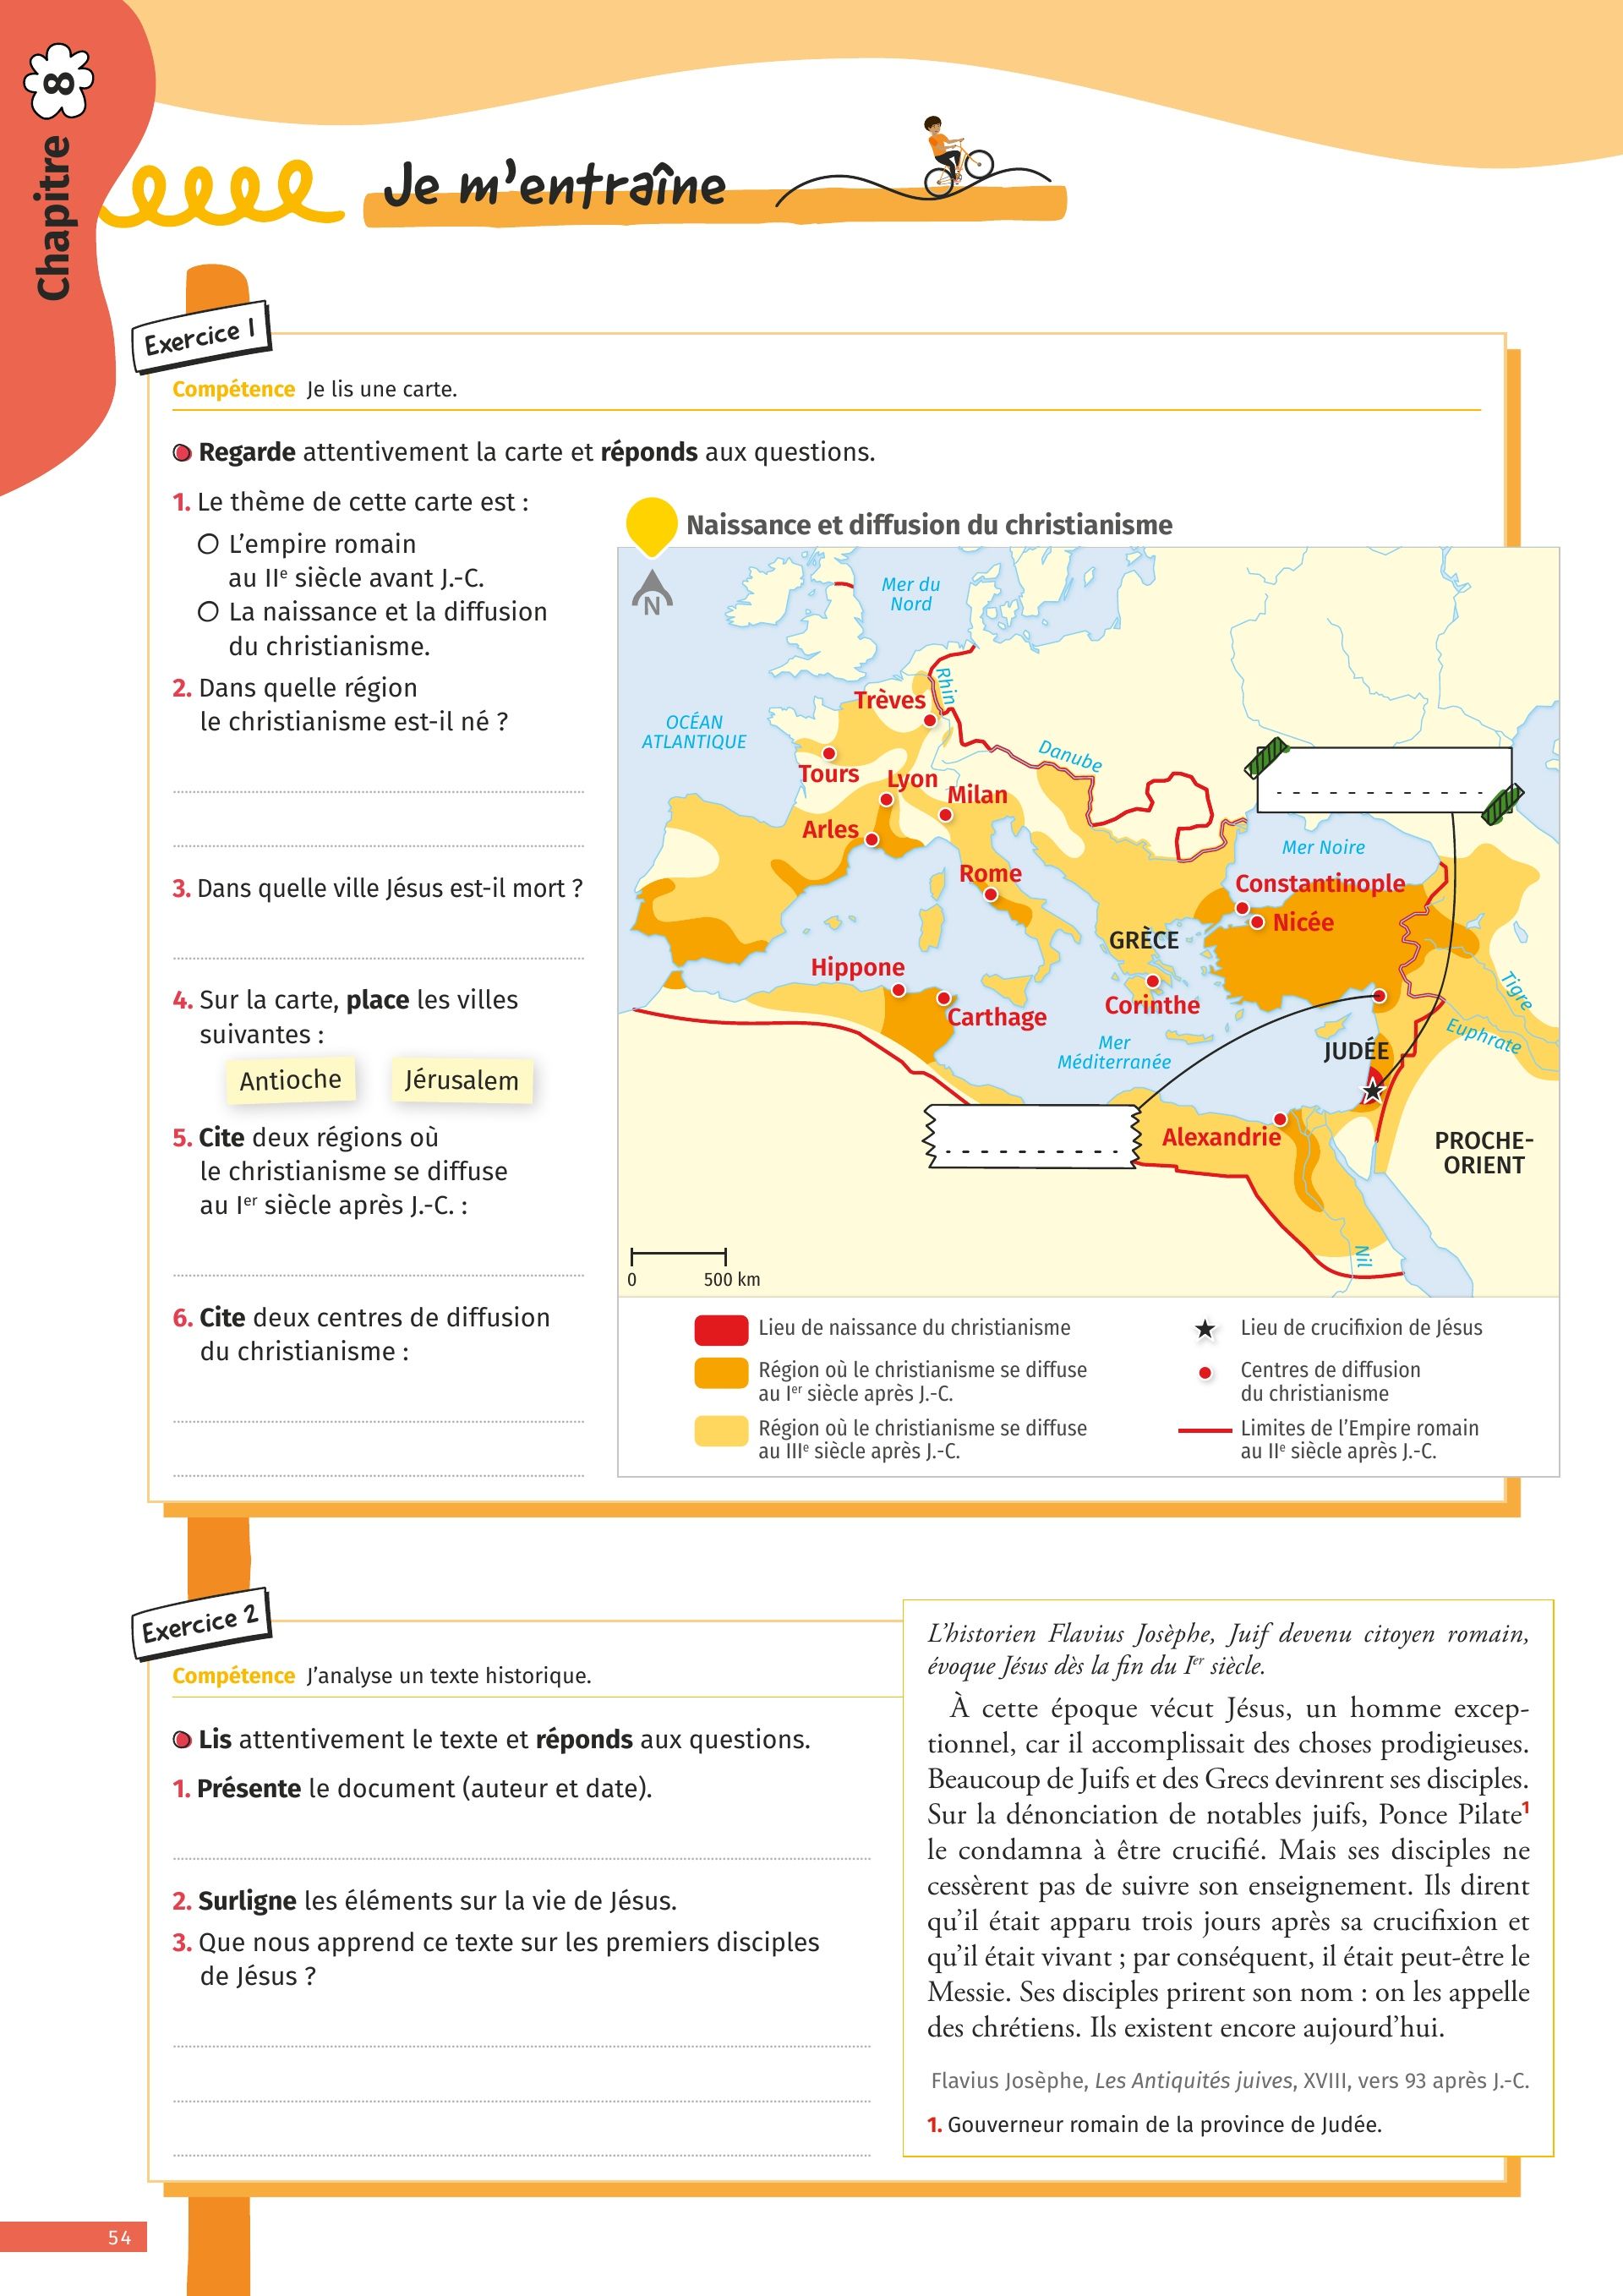 Chapitre 8
Je m'entraîne
Exercice 1
Compétence Je lis une carte.
Regarde attentivement la carte et réponds aux questions.
1. Le thème de cette carte est :
L'empire romain
au IIe siècle avant J.-C.
La naissance et la diffusion
du christianisme.
2. Dans quelle région
le christianisme est-il né ?
3. Dans quelle ville Jésus est-il mort ?
4. Sur la carte, place les villes
suivantes :
Antioche Jérusalem
5. Cite deux régions où
le christianisme se diffuse
au Ier siècle après J.-C. :
6. Cite deux centres de diffusion
du christianisme :
Naissance et diffusion du christianisme
N
Mer du
Nord
OCÉAN
ATLANTIQUE
Rhin
Trèves
Danube
Tours
Lyon
Milan
Arles
Mer Noire
Rome
Constantinople
Nicée
GRÈCE
Hippone
Corinthe
Carthage
Tigre
Euphrate
Mer
Méditerranée
JUDÉE
Alexandrie
PROCHE-
ORIENT
Nil
0 500 km
Lieu de naissance du christianisme
Région où le christianisme se diffuse
au Ier siècle après J.-C.
Région où le christianisme se diffuse
au IIIe siècle après J.-C.
Lieu de crucifixion de Jésus
Centres de diffusion
du christianisme
Limites de l'Empire romain
au IIe siècle après J.-C.
Exercice 2
Compétence J'analyse un texte historique.
Lis attentivement le texte et réponds aux questions.
1. Présente le document (auteur et date).
2. Surligne les éléments sur la vie de Jésus.
3. Que nous apprend ce texte sur les premiers disciples
de Jésus ?
L'historien Flavius Josèphe, Juif devenu citoyen romain,
évoque Jésus dès la fin du Ier siècle.
À cette époque vécut Jésus, un homme excep-
tionnel, car il accomplissait des choses prodigieuses.
Beaucoup de Juifs et des Grecs devinrent ses disciples.
Sur la dénonciation de notables juifs, Ponce Pilate1
le condamna à être crucifié. Mais ses disciples ne
cessèrent pas de suivre son enseignement. Ils dirent
qu'il était apparu trois jours après sa crucifixion et
qu'il était vivant ; par conséquent, il était peut-être le
Messie. Ses disciples prirent son nom : on les appelle
des chrétiens. Ils existent encore aujourd'hui.
Flavius Josèphe, Les Antiquités juives, XVIII, vers 93 après J.-C.
1. Gouverneur romain de la province de Judée.
54